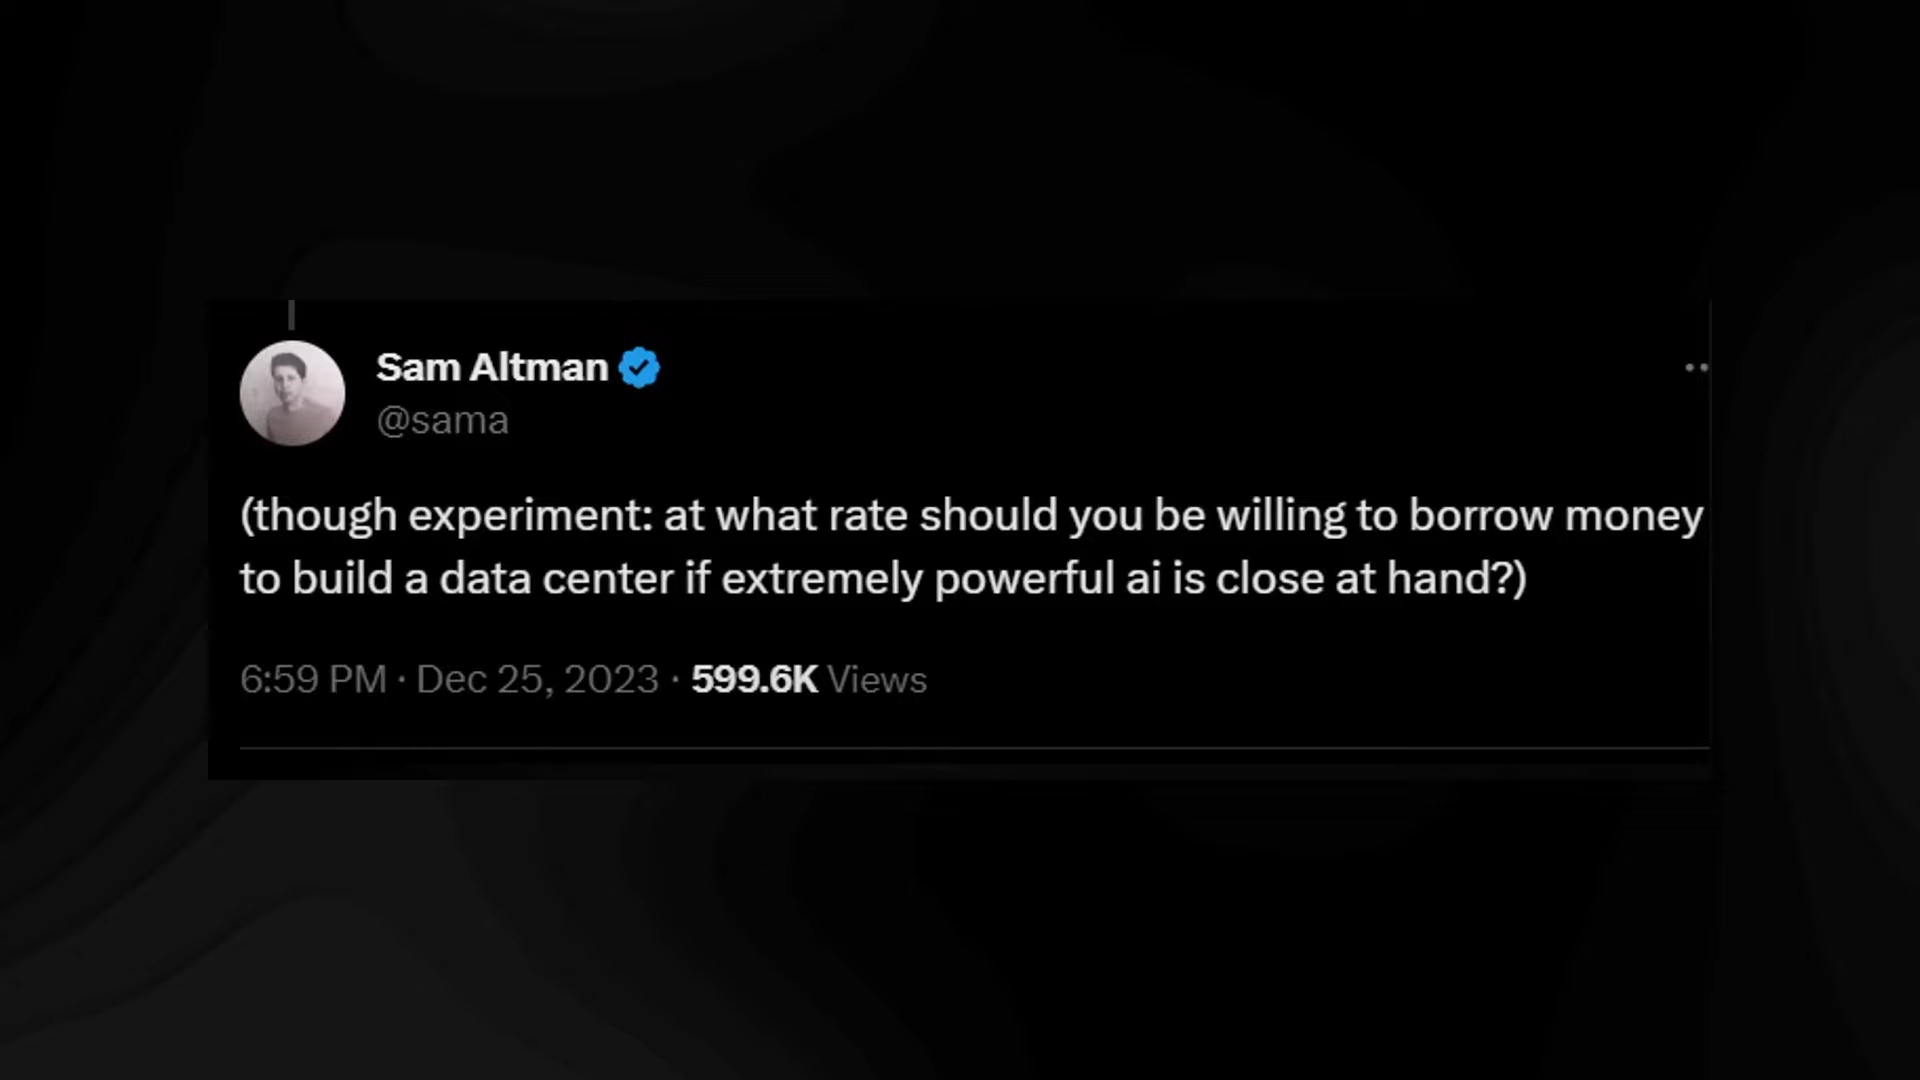 Sam Altman
@sama
(though experiment: at what rate should you be willing to borrow money
to build a data center if extremely powerful ai is close at hand?)
6:59 PM · Dec 25, 2023 · 599.6K Views